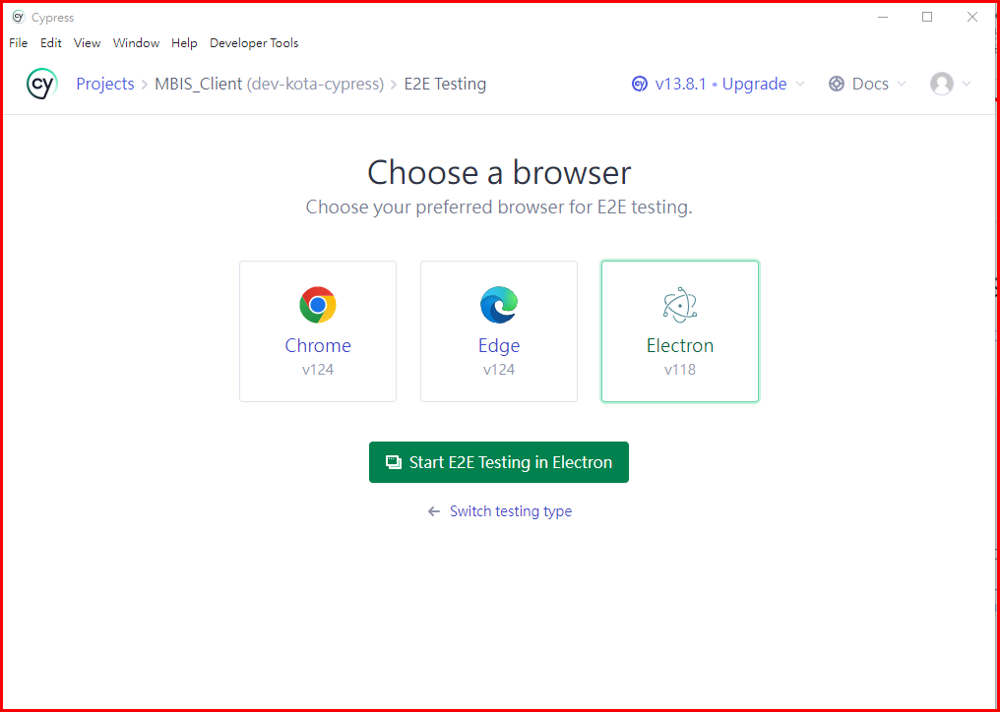 Cypress
File Edit View Window Help Developer Tools
cy Projects MBIS_Client (dev-kota-cypress) E2E Testing cy v13.8.1 • Upgrade Docs
Choose a browser
Choose your preferred browser for E2E testing.
Chrome Edge Electron
v124 v124 v118
Start E2E Testing in Electron
Switch testing type